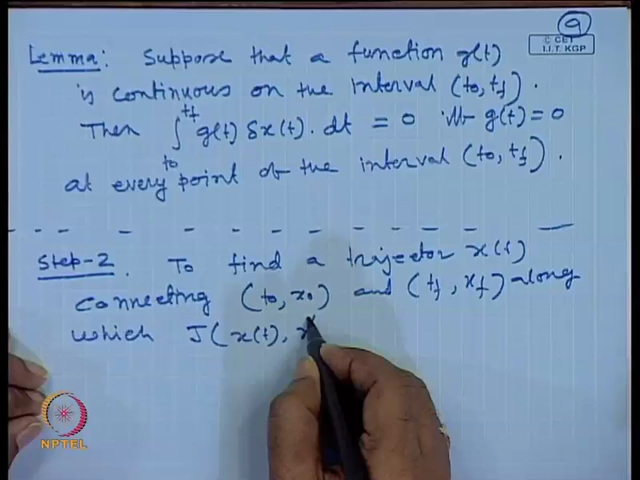 9
© CET
I.I.T. KGP
Lemma: Suppose that a function g(t)
is continuous on the interval (t0, tf).
Then ∫_{t0}^{tf} g(t) δx(t). dt = 0 iff g(t) = 0
at every point of the interval (t0, tf).
Step-2. To find a trajector x(t)
connecting (t0, x0) and (tf, xf) along
which J(x(t), x
NPTEL